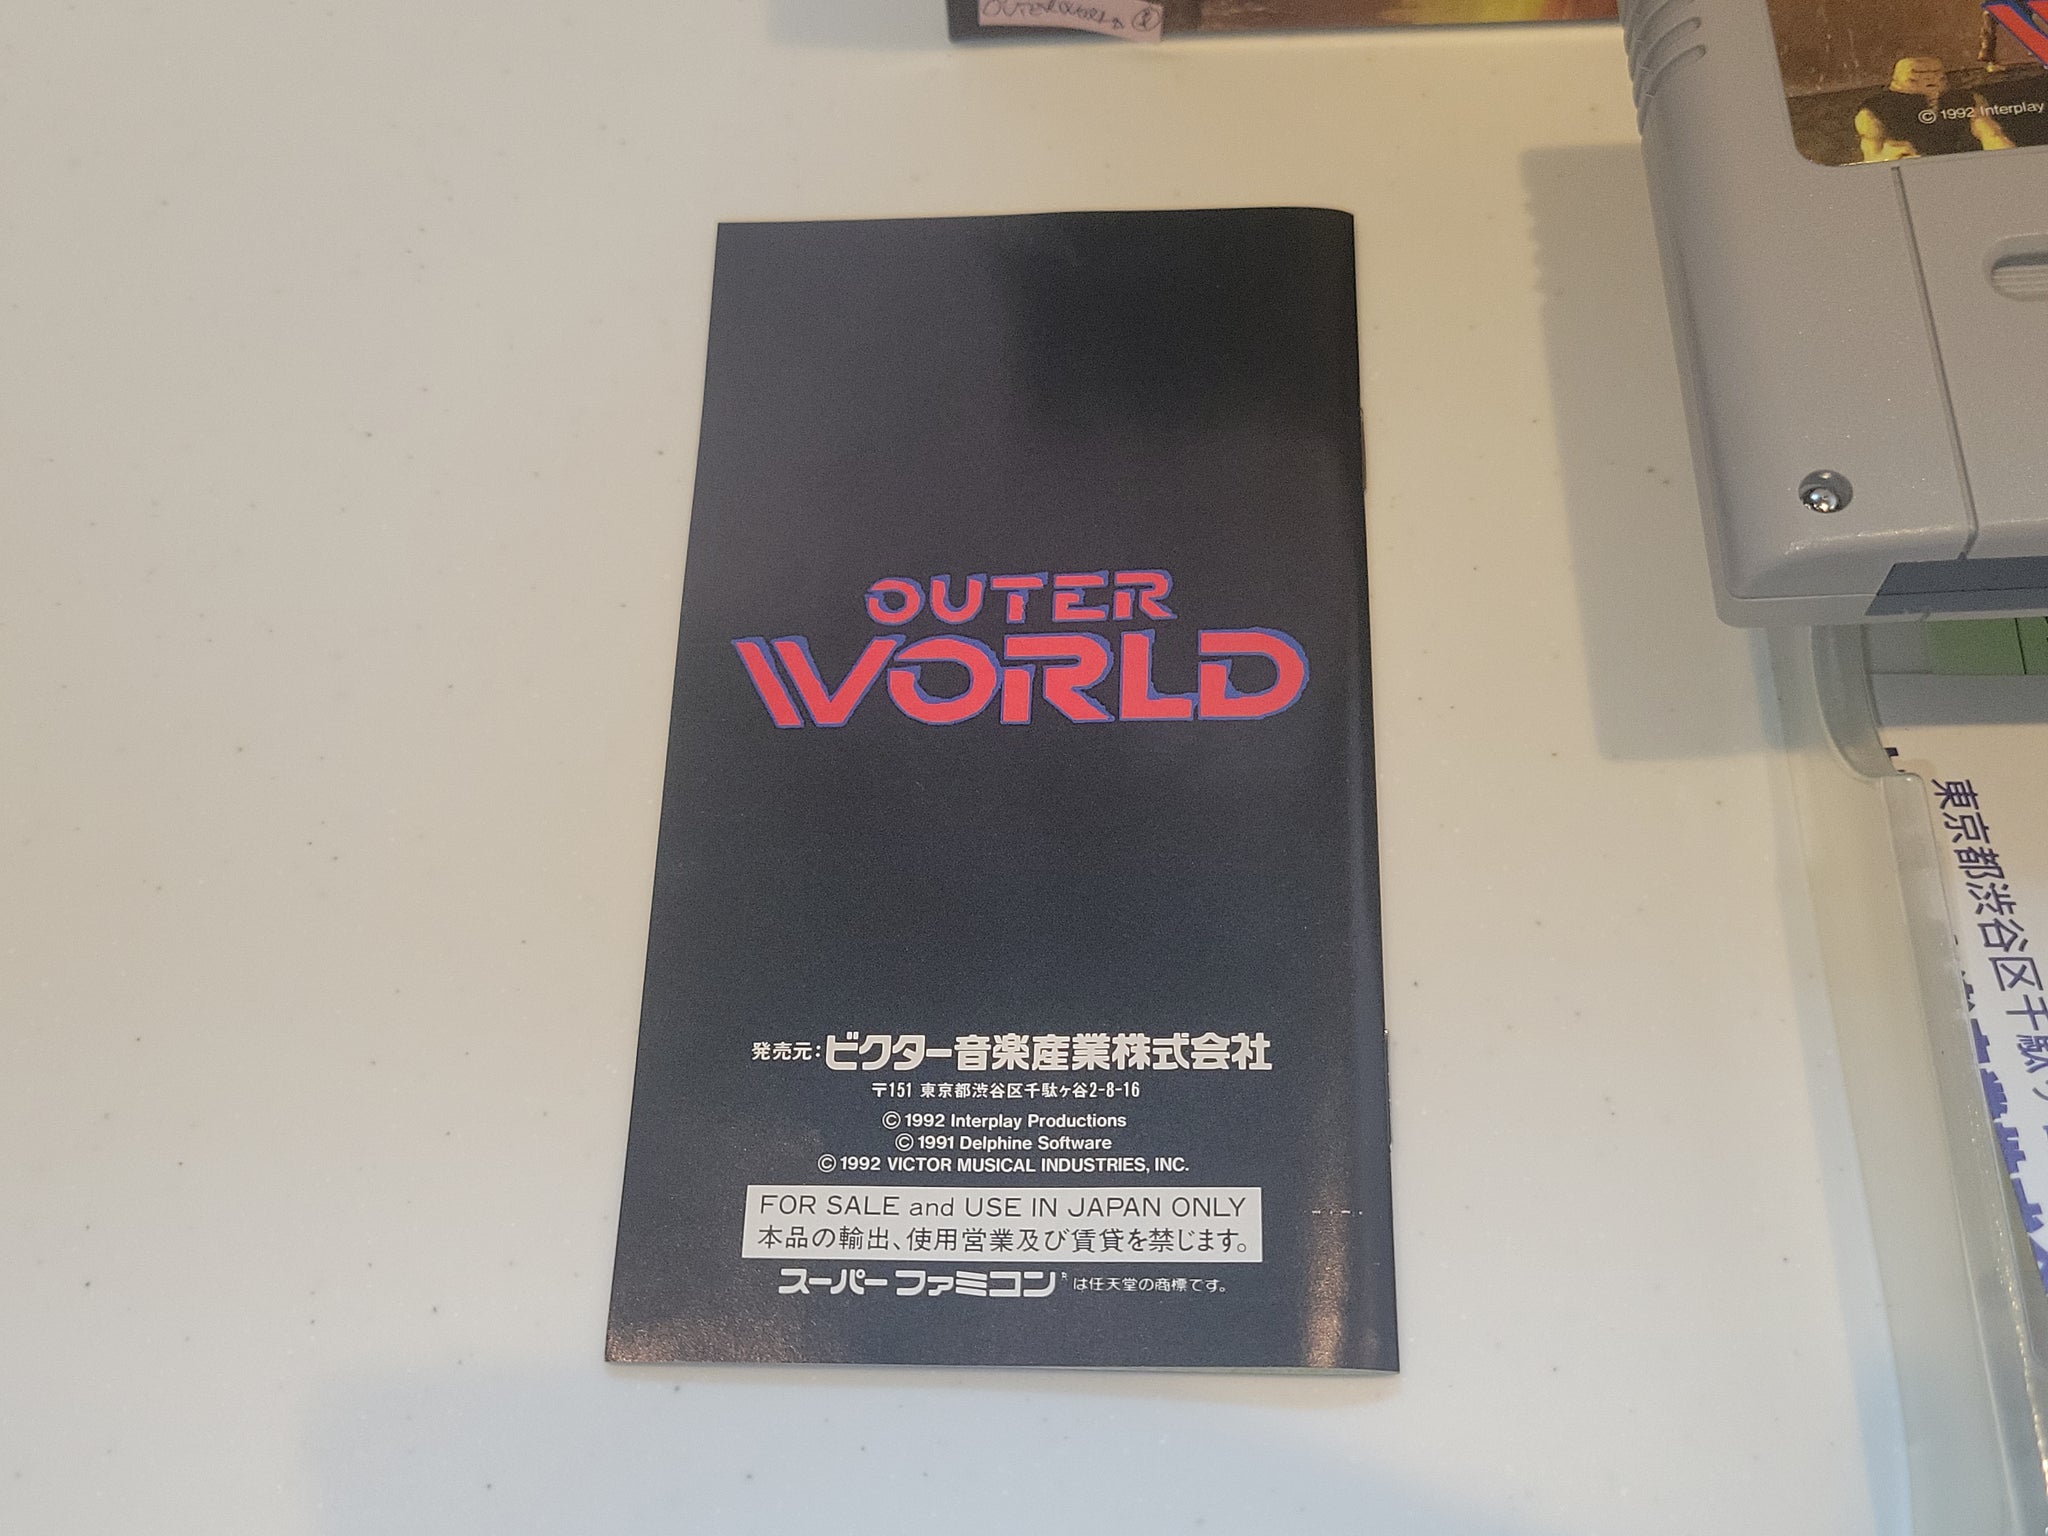 OUTERWORLD
© 1992 Interplay
OUTER
WORLD
発売元:ビクター音楽産業株式会社
〒151 東京都渋谷区千駄ヶ谷2-8-16
© 1992 Interplay Productions
© 1991 Delphine Software
© 1992 VICTOR MUSICAL INDUSTRIES, INC.
FOR SALE and USE IN JAPAN ONLY
本品の輸出、使用営業及び賃貸を禁じます。
スーパーファミコン®は任天堂の商標です。
東京都渋谷区千駄ヶ